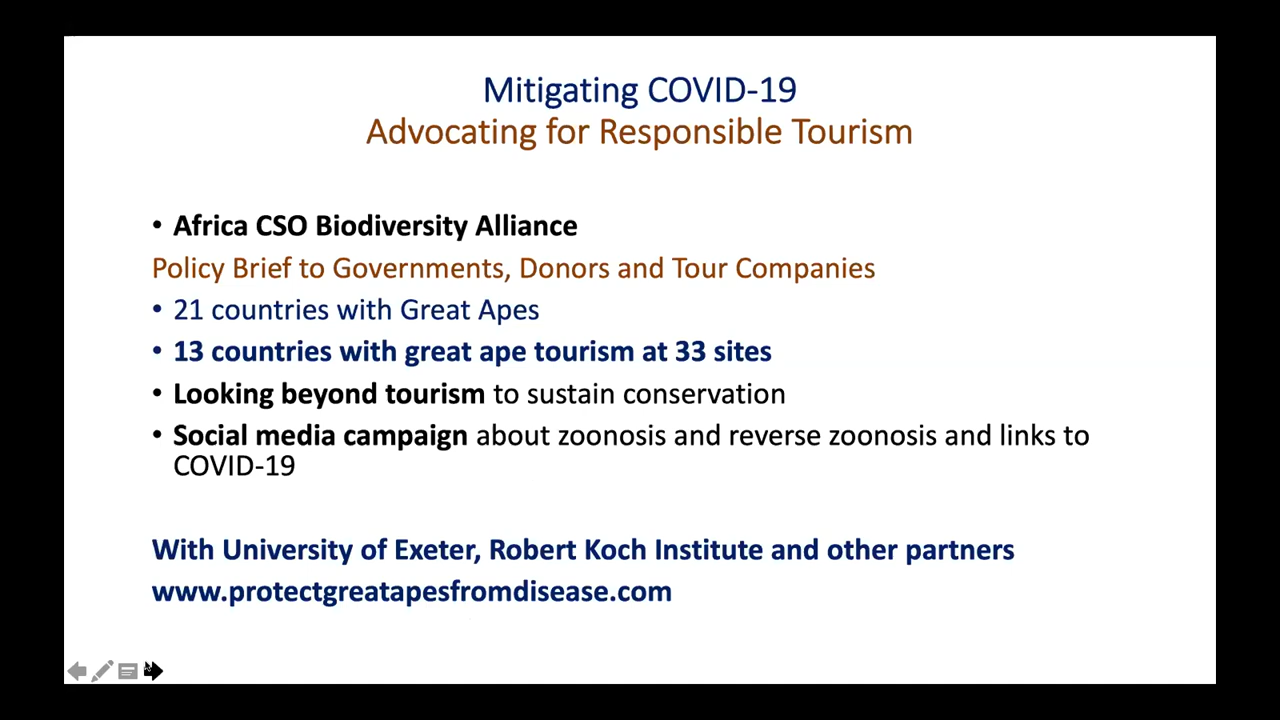 Mitigating COVID-19
Advocating for Responsible Tourism
• Africa CSO Biodiversity Alliance
Policy Brief to Governments, Donors and Tour Companies
• 21 countries with Great Apes
• 13 countries with great ape tourism at 33 sites
• Looking beyond tourism to sustain conservation
• Social media campaign about zoonosis and reverse zoonosis and links to
COVID-19
With University of Exeter, Robert Koch Institute and other partners
www.protectgreatapesfromdisease.com